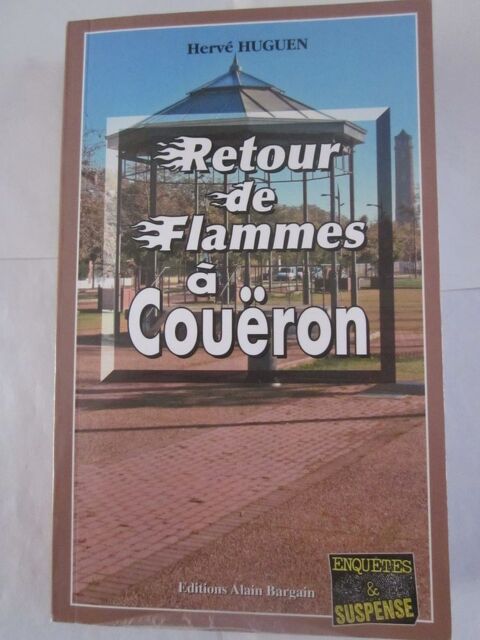 Hervé HUGUEN
Retour
de
Flammes
à
Couëron
ENQUÊTES
&
SUSPENSE
Editions Alain Bargain